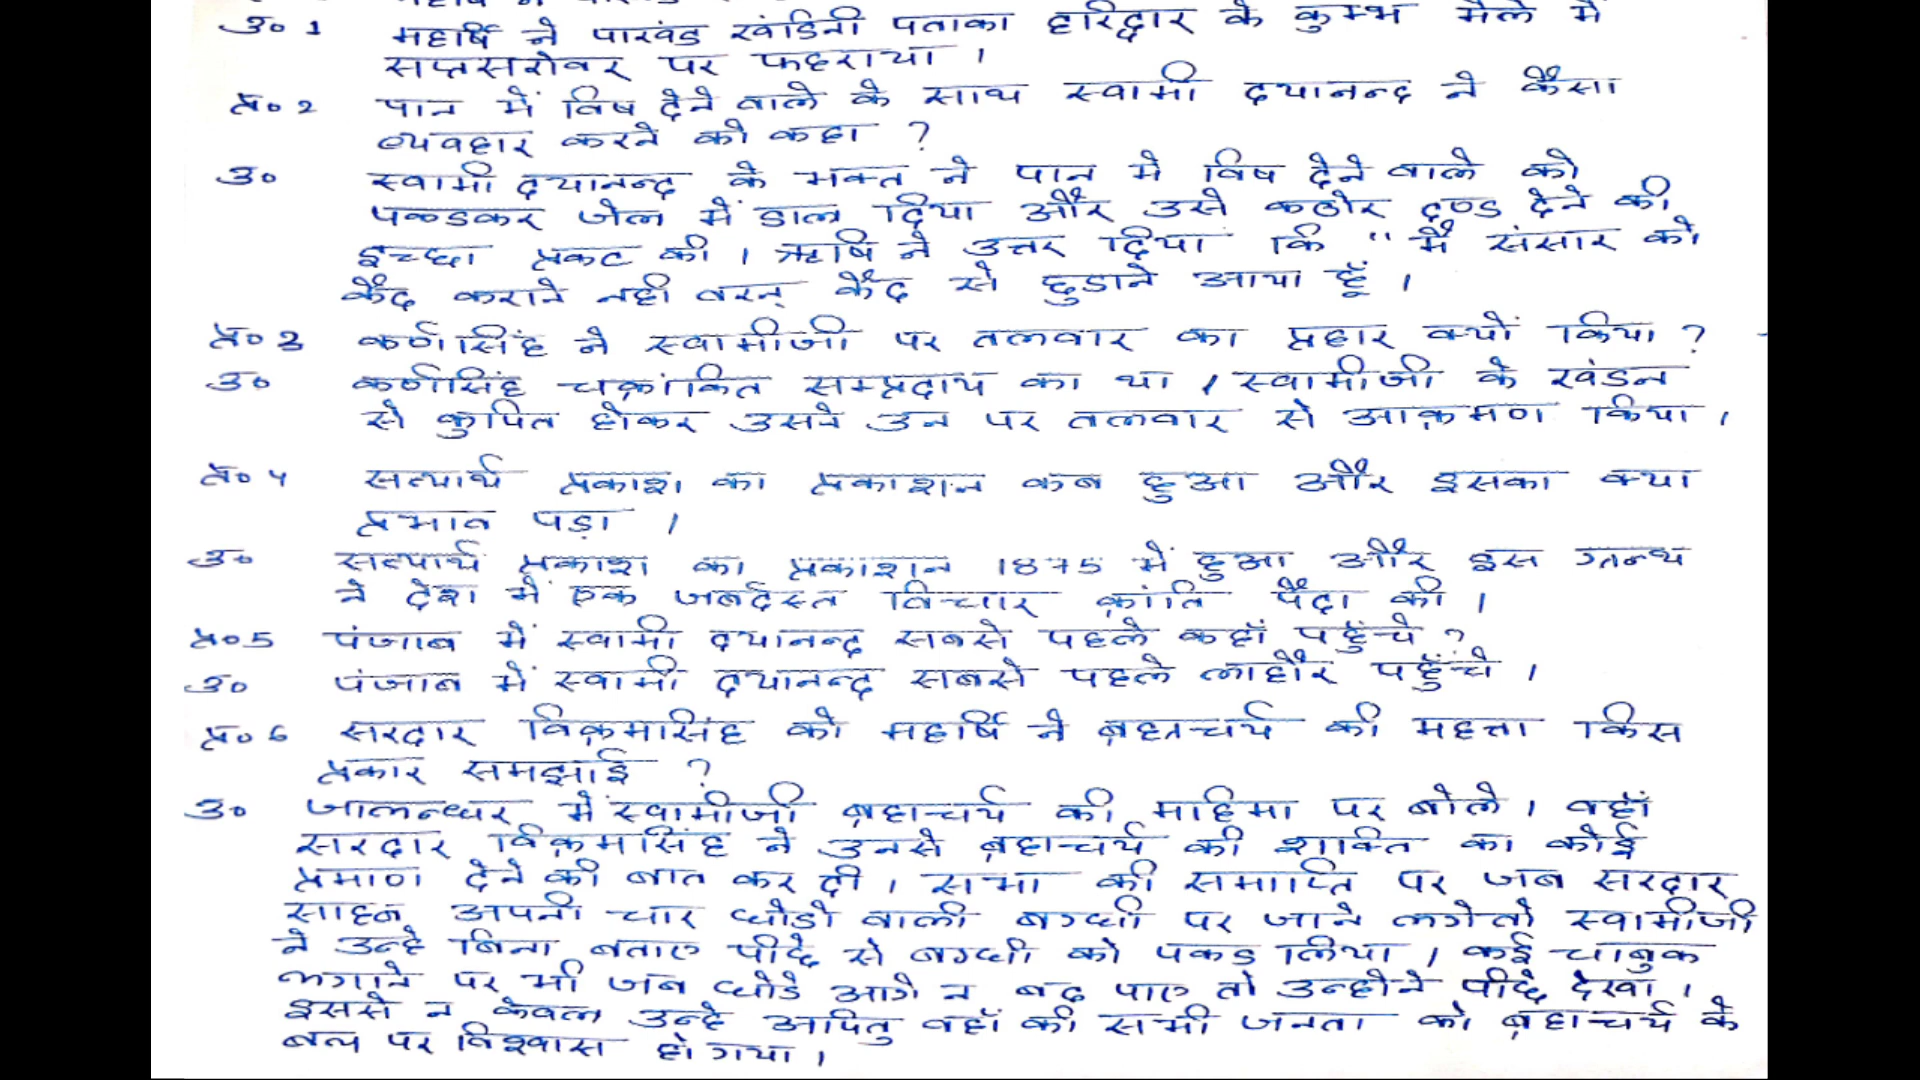 उ० 1 महर्षि ने पाखंड खंडिनी पताका हरिद्वार के कुम्भ मेले में
सप्तसरोवर पर फहराया ।
प्र० 2 पान में विष देने वाले के साथ स्वामी दयानन्द ने कैसा
व्यवहार करने को कहा ?
उ० स्वामी दयानन्द के भक्त ने पान मे विष देने वाले को
पकडकर जेल में डाल दिया और उसे कठोर दण्ड देने की
इच्छा प्रकट की । ऋषि ने उत्तर दिया कि " मैं संसार को
कैद कराने नही वरन् कैद से छुडाने आया हूँ ।
प्र० 3 कर्णसिंह ने स्वामीजी पर तलवार का प्रहार क्यों किया ?
उ० कर्णसिंह चक्रांकित सम्प्रदाय का था । स्वामीजी के खंडन
से कुपित होकर उसने उन पर तलवार से आक्रमण किया ।
प्र० 4 सत्यार्थ प्रकाश का प्रकाशन कब हुआ और इसका क्या
प्रभाव पड़ा ।
उ० सत्यार्थ प्रकाश का प्रकाशन 1875 में हुआ और इस ग्रन्थ
ने देश में एक जबर्दस्त विचार क्रांति पैदा की ।
प्र० 5 पंजाब में स्वामी दयानन्द सबसे पहले कहाँ पहुँचे ?
उ० पंजाब में स्वामी दयानन्द सबसे पहले लाहौर पहुँचे ।
प्र० 6 सरदार विक्रमसिंह को महर्षि ने ब्रह्मचर्य की महत्ता किस
प्रकार समझाई ?
उ० जालन्धर में स्वामीजी ब्रह्मचर्य की महिमा पर बोले । वहाँ
सरदार विक्रमसिंह ने उनसे ब्रह्मचर्य की शक्ति का कोई
प्रमाण देने की बात कर दी । सभा की समाप्ति पर जब सरदार
साहब अपनी चार घोडो वाली बग्घी पर जाने लगे तो स्वामीजी
ने उन्हे बिना बताए पीछे से बग्घी को पकड लिया । कई चाबुक
लगाने पर भी जब घोडे आगे न बढ पाए तो उन्होने पीछे देखा ।
इससे न केवल उन्हे अपितु वहाँ की सभी जनता को ब्रह्मचर्य के
बल पर विश्वास हो गया ।